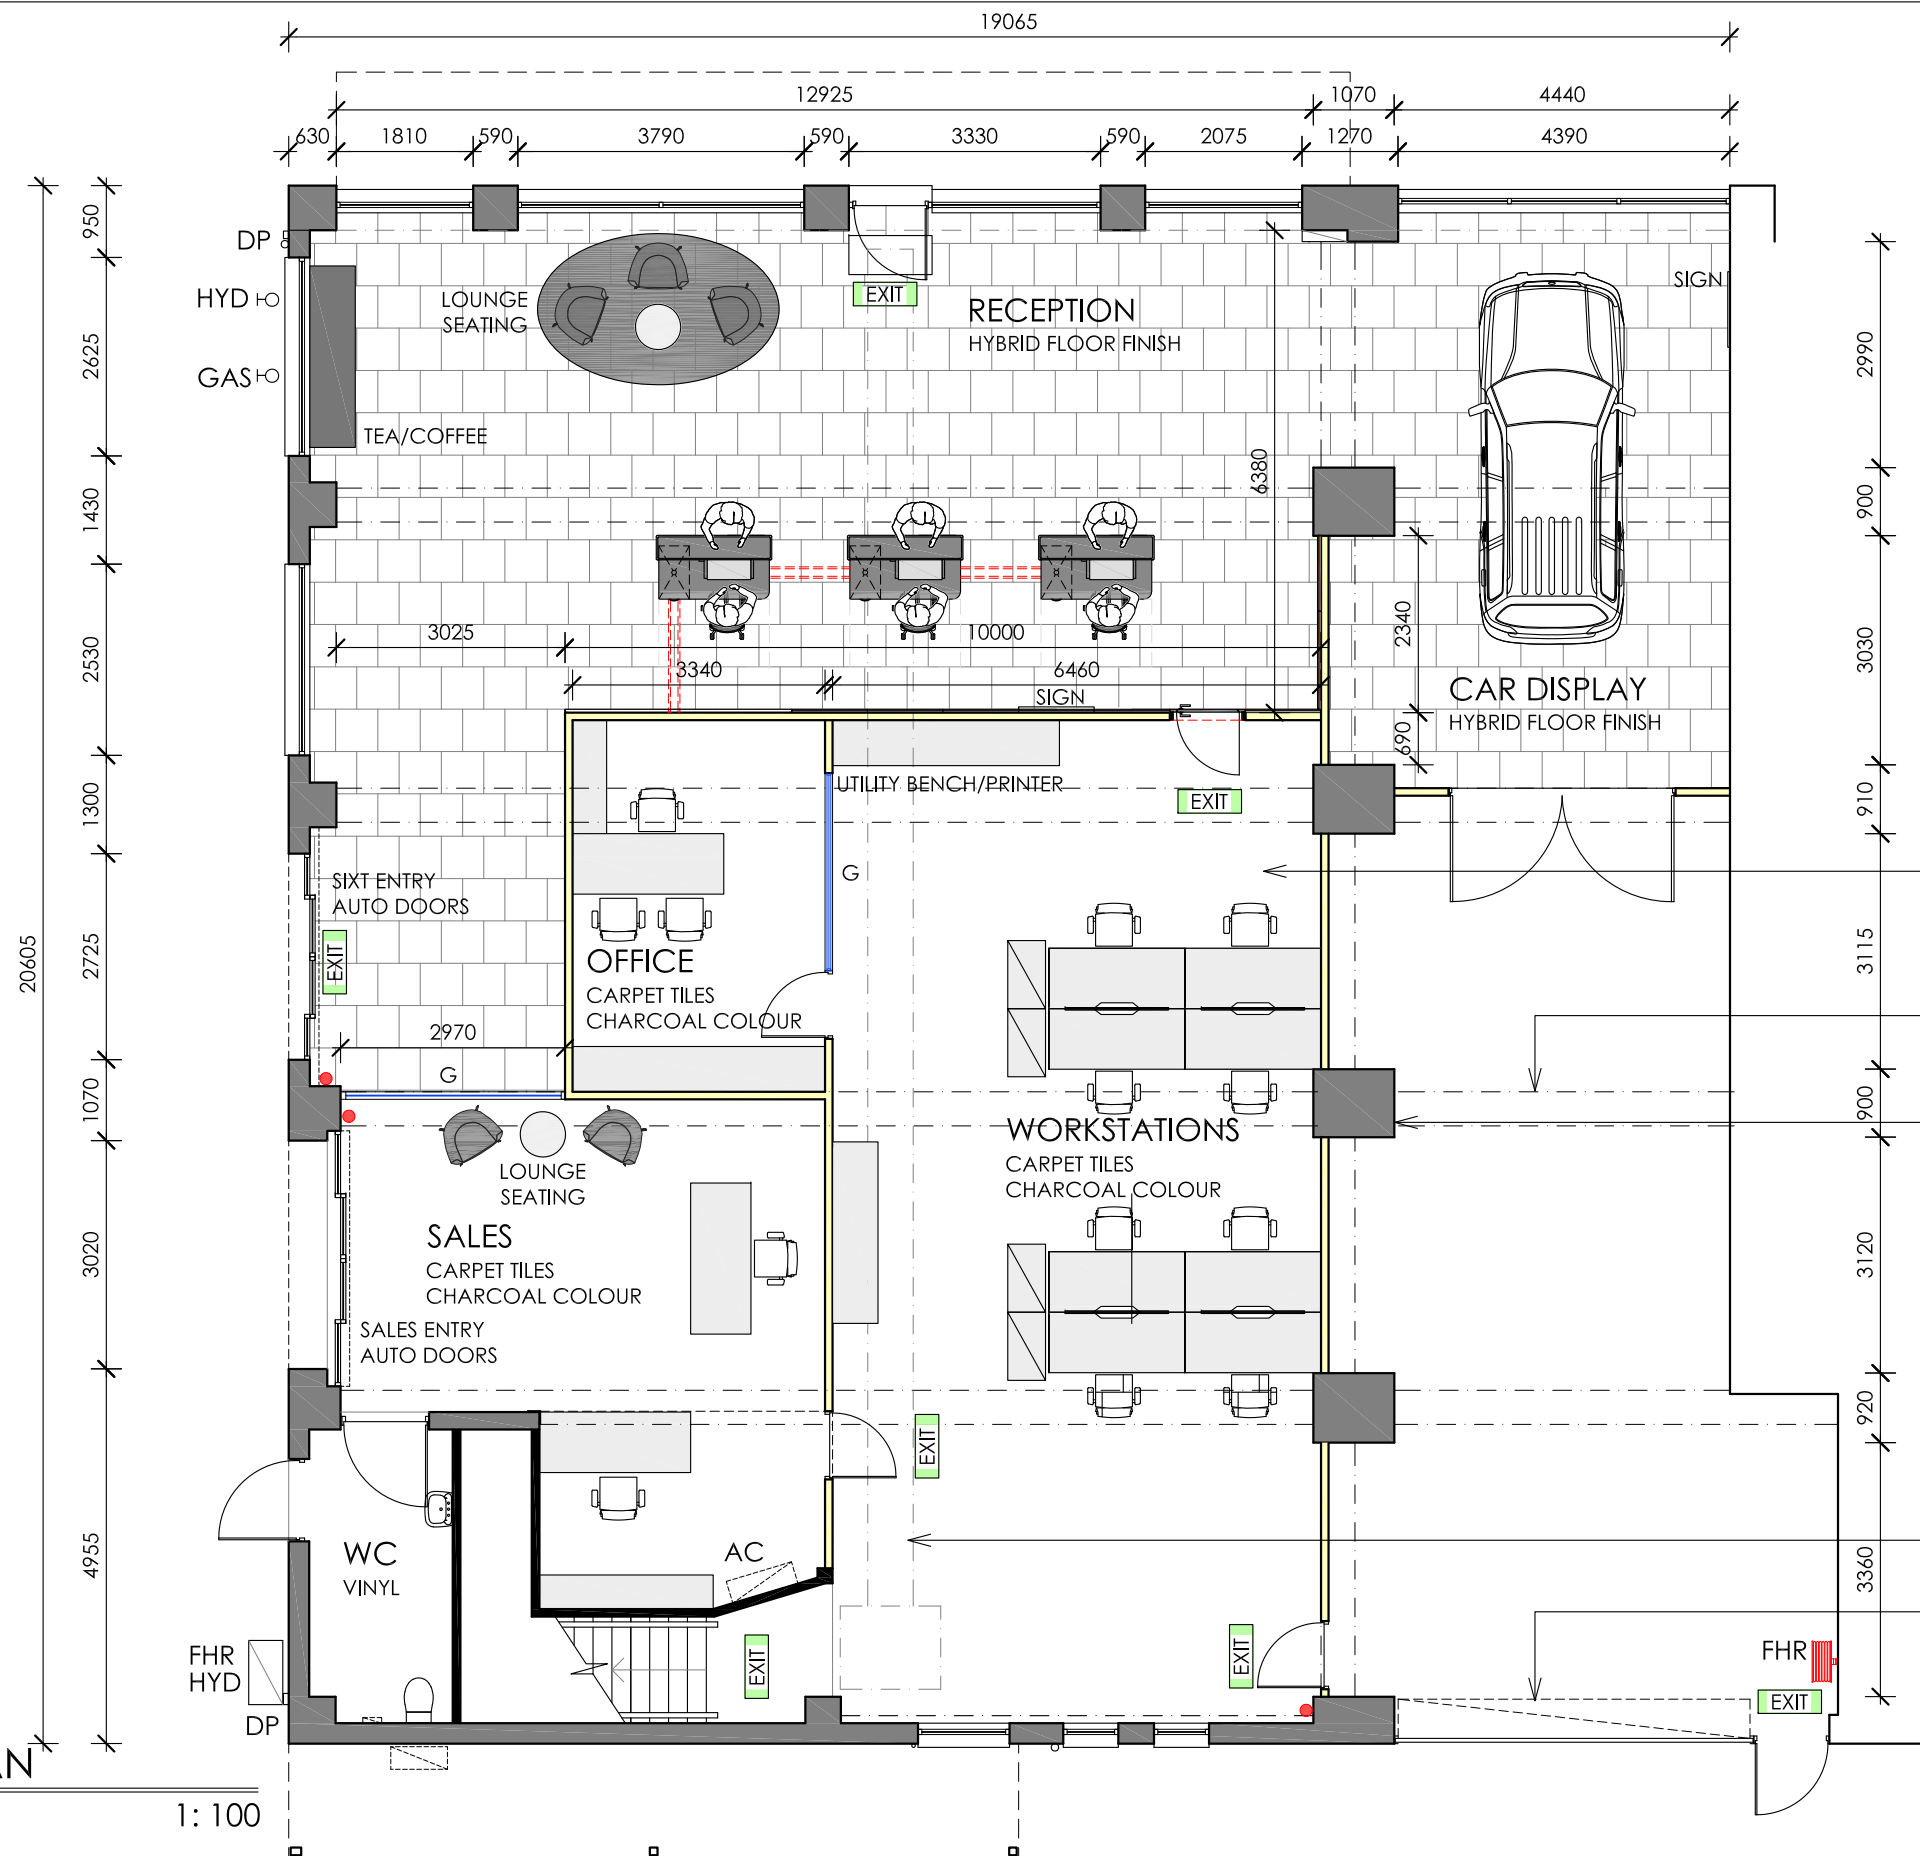 19065
12925
1070
4440
630
1810
590
3790
590
3330
590
2075
1270
4390
950
DP
HYD
GAS
LOUNGE
SEATING
EXIT
RECEPTION
HYBRID FLOOR FINISH
SIGN
2625
2990
TEA/COFFEE
6380
1430
900
2530
3025
10000
2340
3030
3340
6460
SIGN
CAR DISPLAY
HYBRID FLOOR FINISH
690
UTILITY BENCH/PRINTER
EXIT
1300
910
G
SIXT ENTRY
AUTO DOORS
EXIT
20605
2725
3115
OFFICE
CARPET TILES
CHARCOAL COLOUR
2970
G
1070
900
WORKSTATIONS
CARPET TILES
CHARCOAL COLOUR
LOUNGE
SEATING
SALES
CARPET TILES
CHARCOAL COLOUR
3020
3120
SALES ENTRY
AUTO DOORS
920
EXIT
WC
VINYL
AC
4955
3360
FHR
HYD
DP
EXIT
EXIT
FHR
EXIT
AN
1: 100